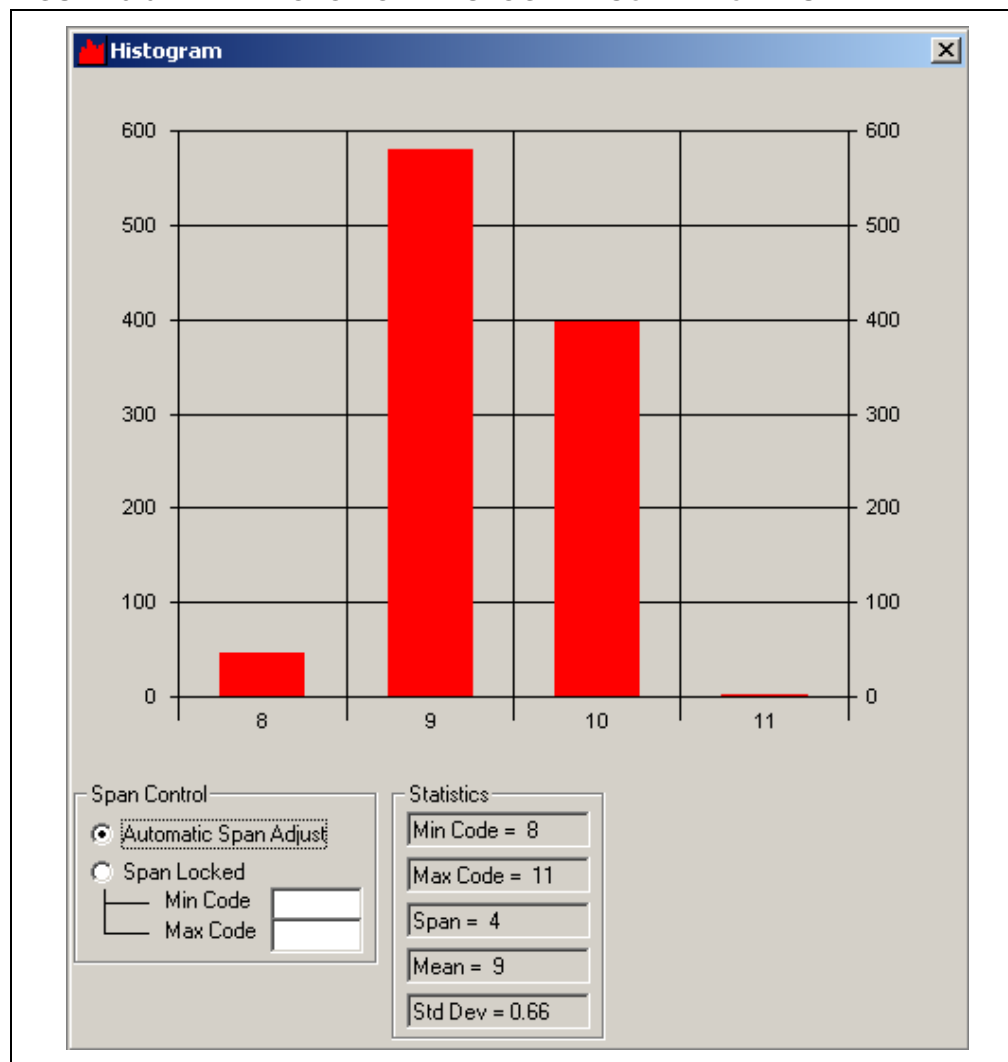 Histogram
600 600
500 500
400 400
300 300
200 200
100 100
0 0
8 9 10 11
Span Control
Automatic Span Adjust
Span Locked
Min Code
Max Code
Statistics
Min Code = 8
Max Code = 11
Span = 4
Mean = 9
Std Dev = 0.66